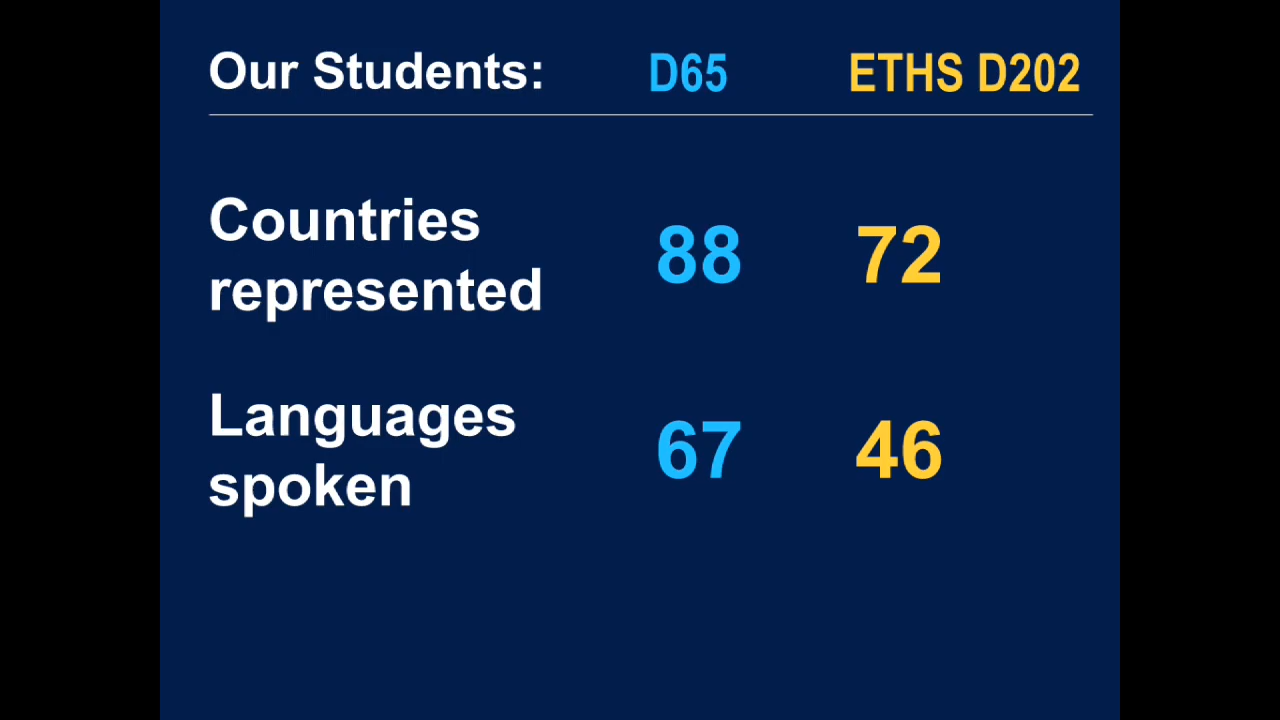 Our Students: D65 ETHS D202
Countries
represented 88 72
Languages
spoken 67 46